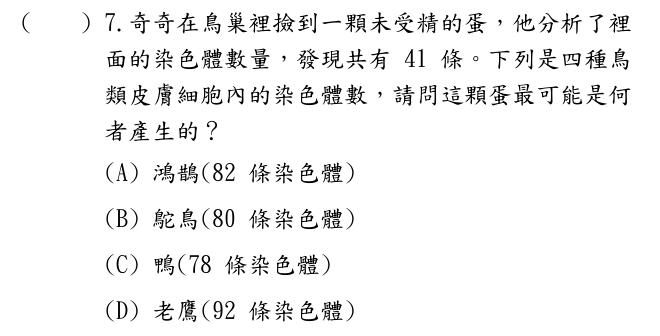 (　　) 7. 奇奇在鳥巢裡撿到一顆未受精的蛋，他分析了裡
面的染色體數量，發現共有 41 條。下列是四種鳥
類皮膚細胞內的染色體數，請問這顆蛋最可能是何
者產生的？
(A) 鴻鵲(82 條染色體)
(B) 鴕鳥(80 條染色體)
(C) 鴨(78 條染色體)
(D) 老鷹(92 條染色體)